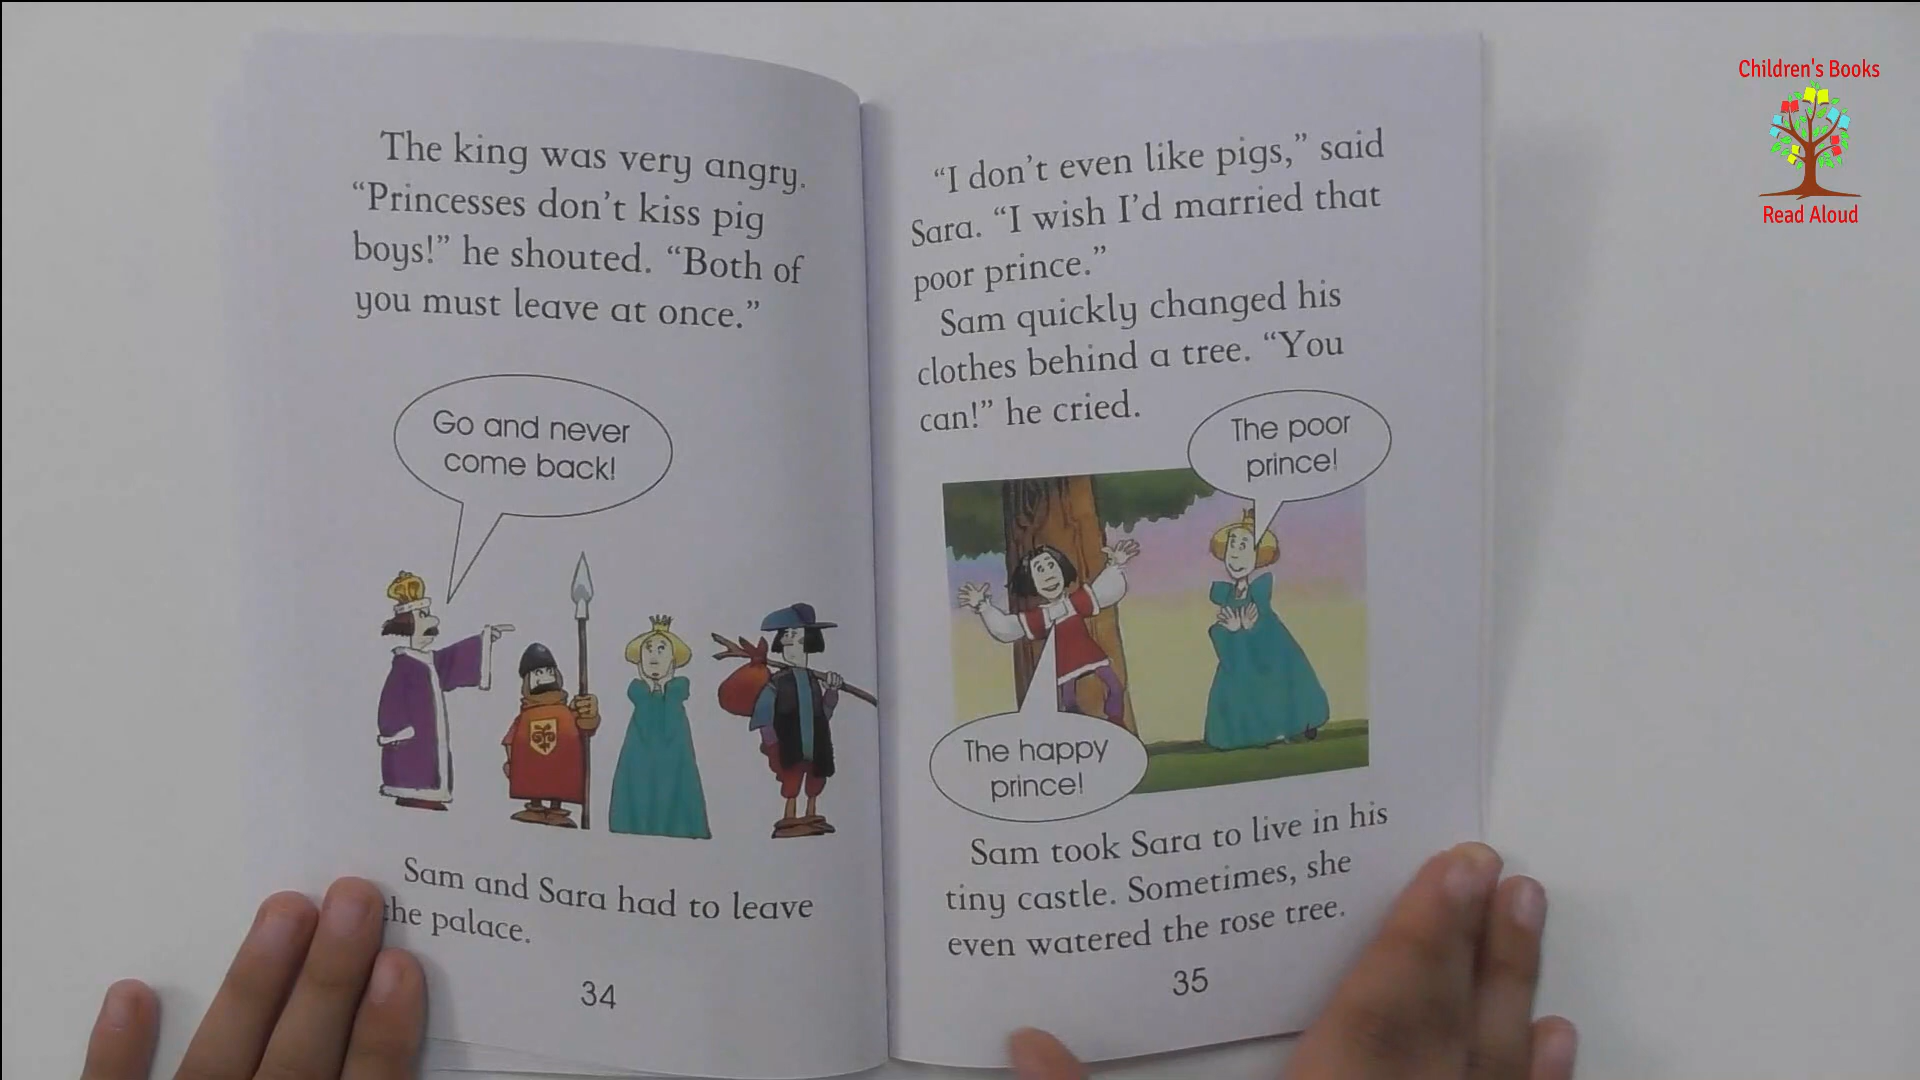 The king was very angry.
“Princesses don’t kiss pig
boys!” he shouted. “Both of
you must leave at once.”
Go and never
come back!
Sam and Sara had to leave
the palace.
34
“I don’t even like pigs,” said
Sara. “I wish I’d married that
poor prince.”
Sam quickly changed his
clothes behind a tree. “You
can!” he cried.
The poor
prince!
The happy
prince!
Sam took Sara to live in his
tiny castle. Sometimes, she
even watered the rose tree.
35
Children's Books
Read Aloud